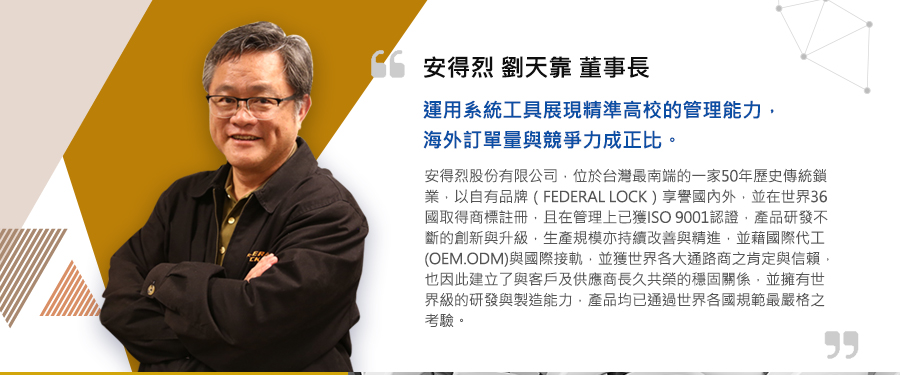 安得烈 劉天靠 董事長
運用系統工具展現精準高校的管理能力，
海外訂單量與競爭力成正比。
安得烈股份有限公司，位於台灣最南端的一家50年歷史傳統鎖
業，以自有品牌（FEDERAL LOCK）享譽國內外，並在世界36
國取得商標註冊，且在管理上已獲ISO 9001認證，產品研發不
斷的創新與升級，生產規模亦持續改善與精進，並藉國際代工
(OEM.ODM)與國際接軌，並獲世界各大通路商之肯定與信賴，
也因此建立了與客戶及供應商長久共榮的穩固關係，並擁有世
界級的研發與製造能力，產品均已通過世界各國規範最嚴格之
考驗。